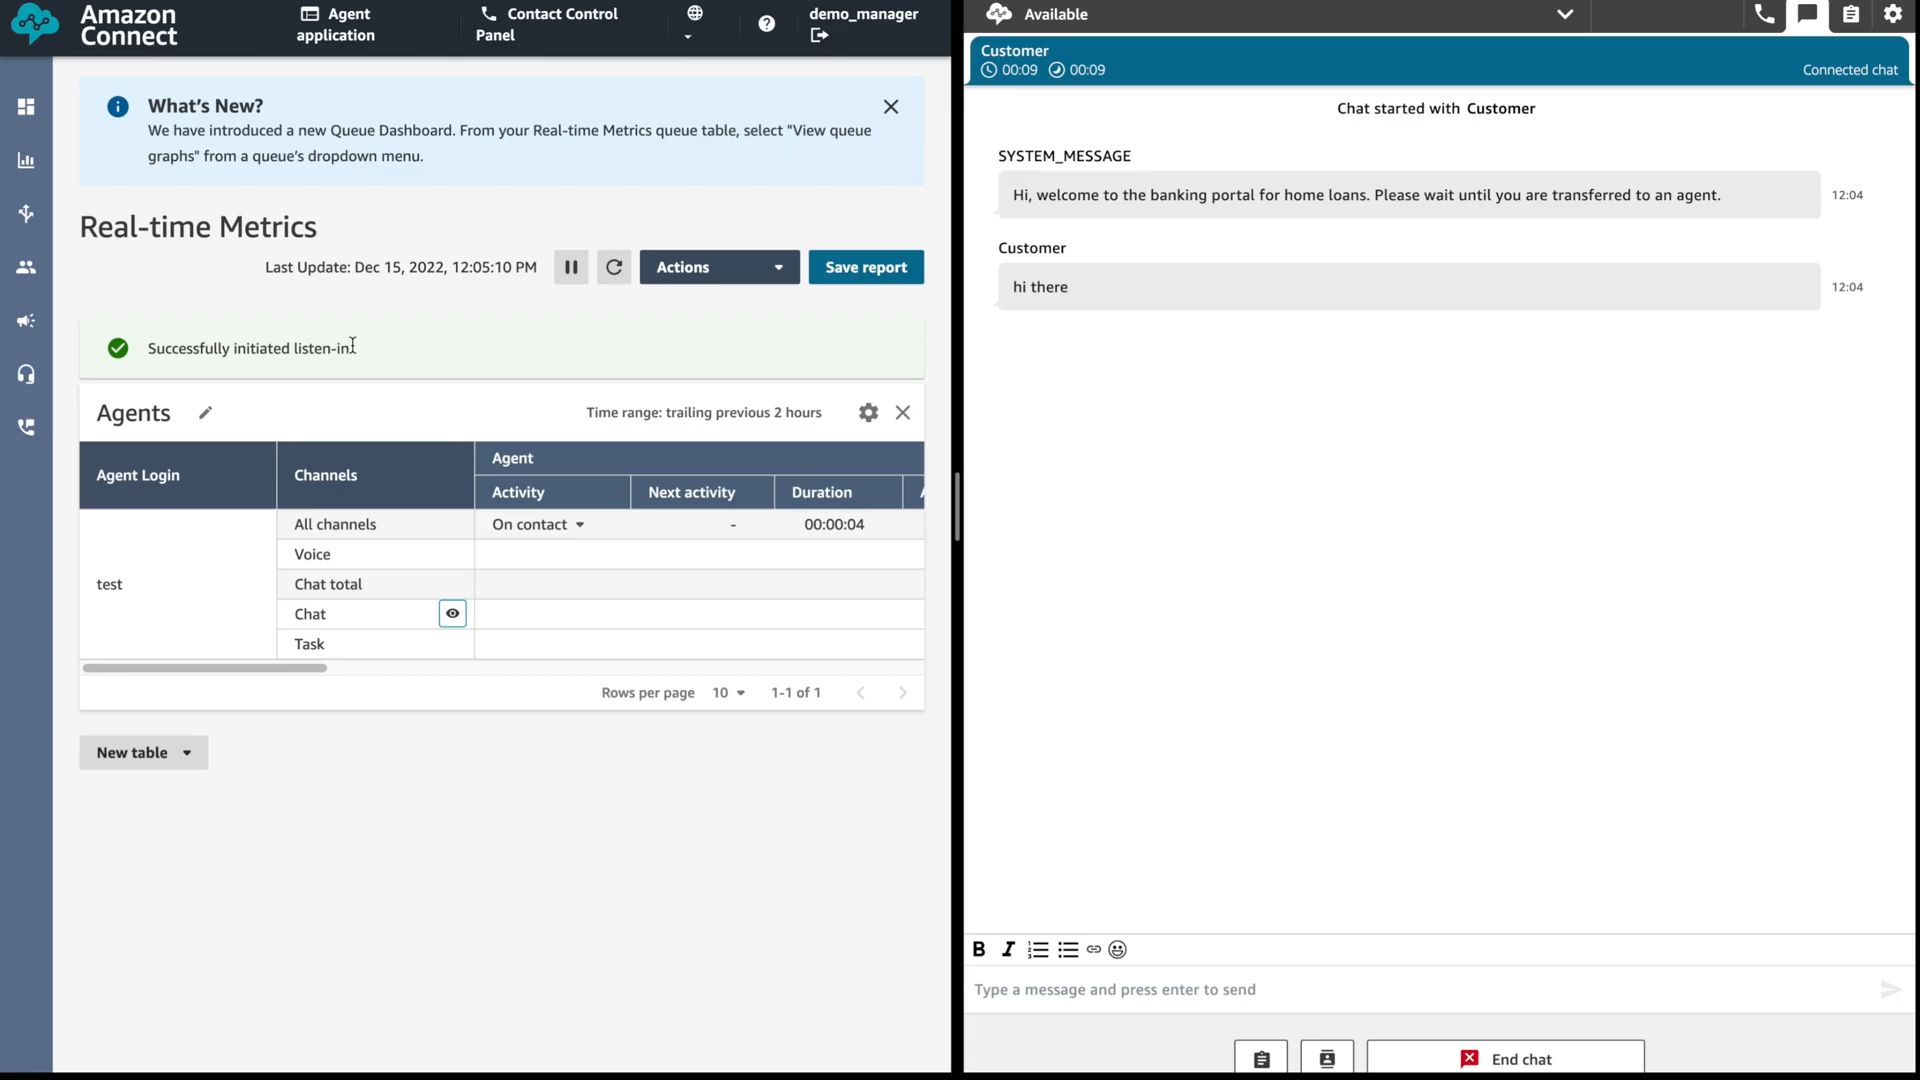 Amazon
Connect
Agent
application
Contact Control
Panel
demo_manager
What's New?
We have introduced a new Queue Dashboard. From your Real-time Metrics queue table, select "View queue
graphs" from a queue's dropdown menu.
Real-time Metrics
Last Update: Dec 15, 2022, 12:05:10 PM
Actions
Save report
Successfully initiated listen-in.
Agents
Time range: trailing previous 2 hours
Agent Login
Channels
Agent
Activity
Next activity
Duration
test
All channels
On contact
-
00:00:04
Voice
Chat total
Chat
Task
Rows per page
10
1-1 of 1
New table
Available
Customer
00:09
00:09
Connected chat
Chat started with Customer
SYSTEM_MESSAGE
Hi, welcome to the banking portal for home loans. Please wait until you are transferred to an agent.
12:04
Customer
hi there
12:04
B I
Type a message and press enter to send
End chat